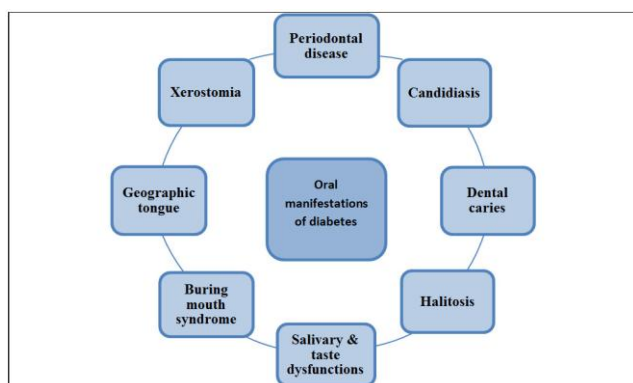 Periodontal
disease
Xerostomia
Candidiasis
Geographic
tongue
Oral
manifestations
of diabetes
Dental
caries
Buring
mouth
syndrome
Halitosis
Salivary &
taste
dysfunctions